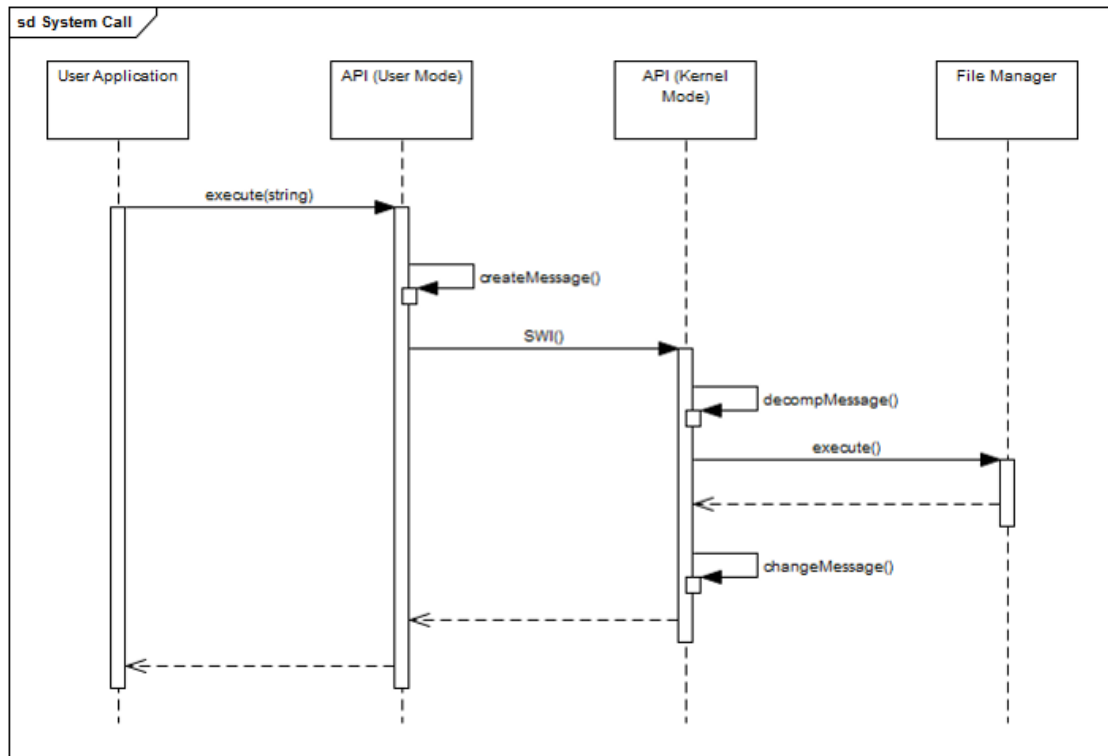 sd System Call
User Application
API (User Mode)
API (Kernel
Mode)
File Manager
execute(string)
createMessage()
SWI()
decompMessage()
execute()
changeMessage()